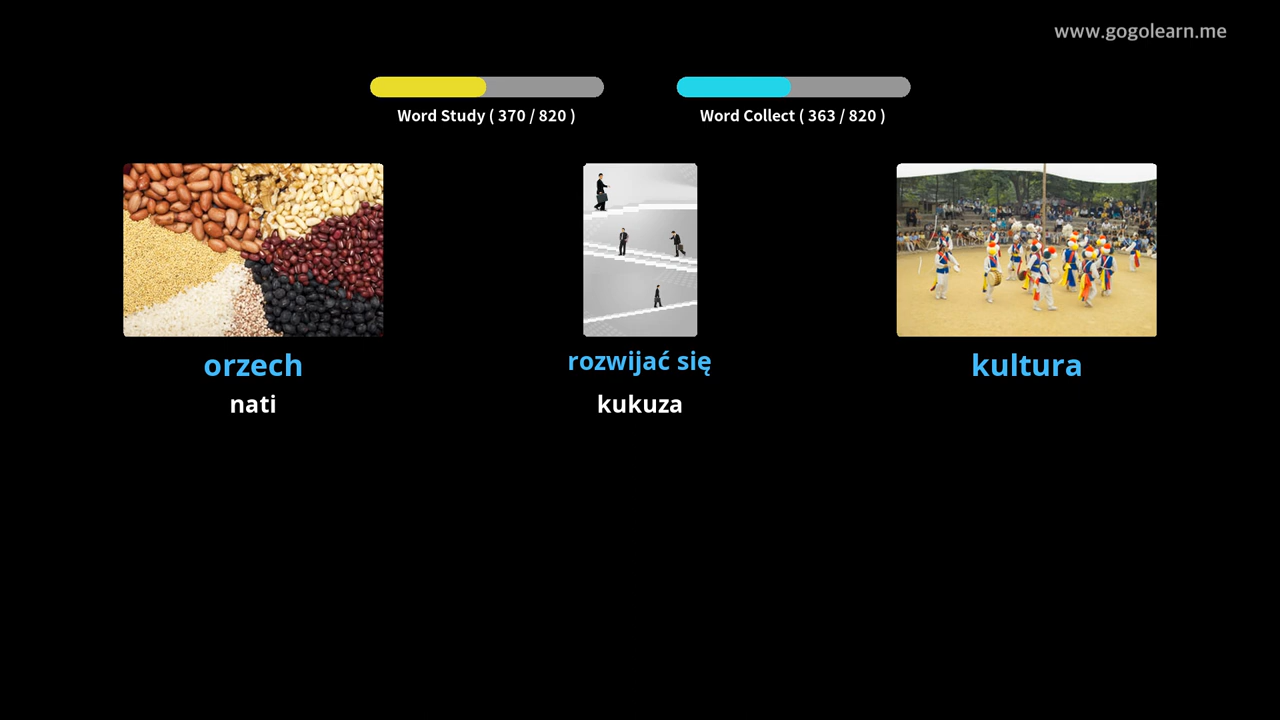 www.gogolearn.me
Word Study ( 370 / 820 )
Word Collect ( 363 / 820 )
orzech
rozwijać się
kultura
nati
kukuza